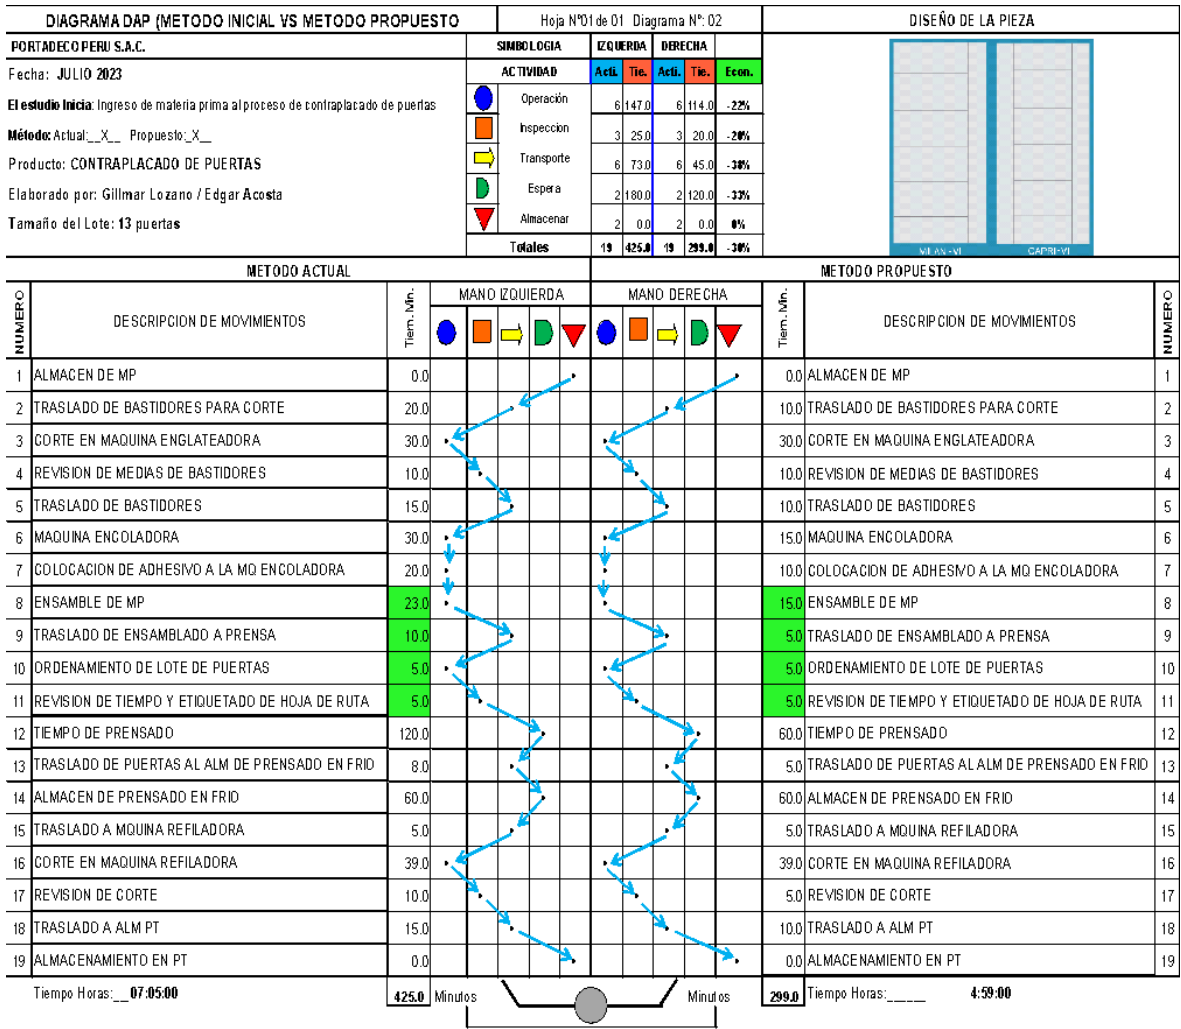 DIAGRAMA DAP (METODO INICIAL VS METODO PROPUESTO
Hoja Nº01 de 01 Diagrama Nº: 02
DISEÑO DE LA PIEZA
PORTADECO PERU S.A.C.
SIMBOLOGIA IZQUERDA DERECHA
Fecha: JULIO 2023
ACTIVIDAD Acti. Tie. Acti. Tie. Econ.
El estudio Inicia: Ingreso de materia prima al proceso de contraplacado de puertas
Operación 6 147.0 6 114.0 -22%
Método: Actual:__X__ Propuesto:_X__
Inspeccion 3 25.0 3 20.0 -20%
Producto: CONTRAPLACADO DE PUERTAS
Transporte 6 73.0 6 45.0 -38%
Elaborado por: Gillmar Lozano / Edgar Acosta
Espera 2 180.0 2 120.0 -33%
Tamaño del Lote: 13 puertas
Almacenar 2 0.0 2 0.0 0%
Totales 19 425.0 19 299.0 -30%
MILAN-VI CAPRI-VI
METODO ACTUAL METODO PROPUESTO
NUMERO DESCRIPCION DE MOVIMIENTOS Tiem. Min. MANO IZQUIERDA MANO DERECHA Tiem. Min. DESCRIPCION DE MOVIMIENTOS NUMERO
1 ALMACEN DE MP 0.0 0.0 ALMACEN DE MP 1
2 TRASLADO DE BASTIDORES PARA CORTE 20.0 10.0 TRASLADO DE BASTIDORES PARA CORTE 2
3 CORTE EN MAQUINA ENGLATEADORA 30.0 30.0 CORTE EN MAQUINA ENGLATEADORA 3
4 REVISION DE MEDIAS DE BASTIDORES 10.0 10.0 REVISION DE MEDIAS DE BASTIDORES 4
5 TRASLADO DE BASTIDORES 15.0 10.0 TRASLADO DE BASTIDORES 5
6 MAQUINA ENCOLADORA 30.0 15.0 MAQUINA ENCOLADORA 6
7 COLOCACION DE ADHESIVO A LA MQ ENCOLADORA 20.0 10.0 COLOCACION DE ADHESIVO A LA MQ ENCOLADORA 7
8 ENSAMBLE DE MP 23.0 15.0 ENSAMBLE DE MP 8
9 TRASLADO DE ENSAMBLADO A PRENSA 10.0 5.0 TRASLADO DE ENSAMBLADO A PRENSA 9
10 ORDENAMIENTO DE LOTE DE PUERTAS 5.0 5.0 ORDENAMIENTO DE LOTE DE PUERTAS 10
11 REVISION DE TIEMPO Y ETIQUETADO DE HOJA DE RUTA 5.0 5.0 REVISION DE TIEMPO Y ETIQUETADO DE HOJA DE RUTA 11
12 TIEMPO DE PRENSADO 120.0 60.0 TIEMPO DE PRENSADO 12
13 TRASLADO DE PUERTAS AL ALM DE PRENSADO EN FRIO 8.0 5.0 TRASLADO DE PUERTAS AL ALM DE PRENSADO EN FRIO 13
14 ALMACEN DE PRENSADO EN FRIO 60.0 60.0 ALMACEN DE PRENSADO EN FRIO 14
15 TRASLADO A MQUINA REFILADORA 5.0 5.0 TRASLADO A MQUINA REFILADORA 15
16 CORTE EN MAQUINA REFILADORA 39.0 39.0 CORTE EN MAQUINA REFILADORA 16
17 REVISION DE CORTE 10.0 5.0 REVISION DE CORTE 17
18 TRASLADO A ALM PT 15.0 10.0 TRASLADO A ALM PT 18
19 ALMACENAMIENTO EN PT 0.0 0.0 ALMACENAMIENTO EN PT 19
Tiempo Horas:__07:05:00 425.0 Minutos Minutos 299.0 Tiempo Horas:______ 4:59:00